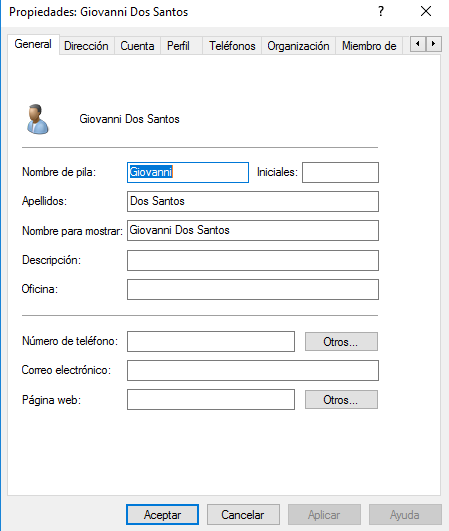 Propiedades: Giovanni Dos Santos ?
General Dirección Cuenta Perfil Teléfonos Organización Miembro de
Giovanni Dos Santos
Nombre de pila: Giovanni Iniciales:
Apellidos: Dos Santos
Nombre para mostrar: Giovanni Dos Santos
Descripción:
Oficina:
Número de teléfono: Otros...
Correo electrónico:
Página web: Otros...
Aceptar Cancelar Aplicar Ayuda